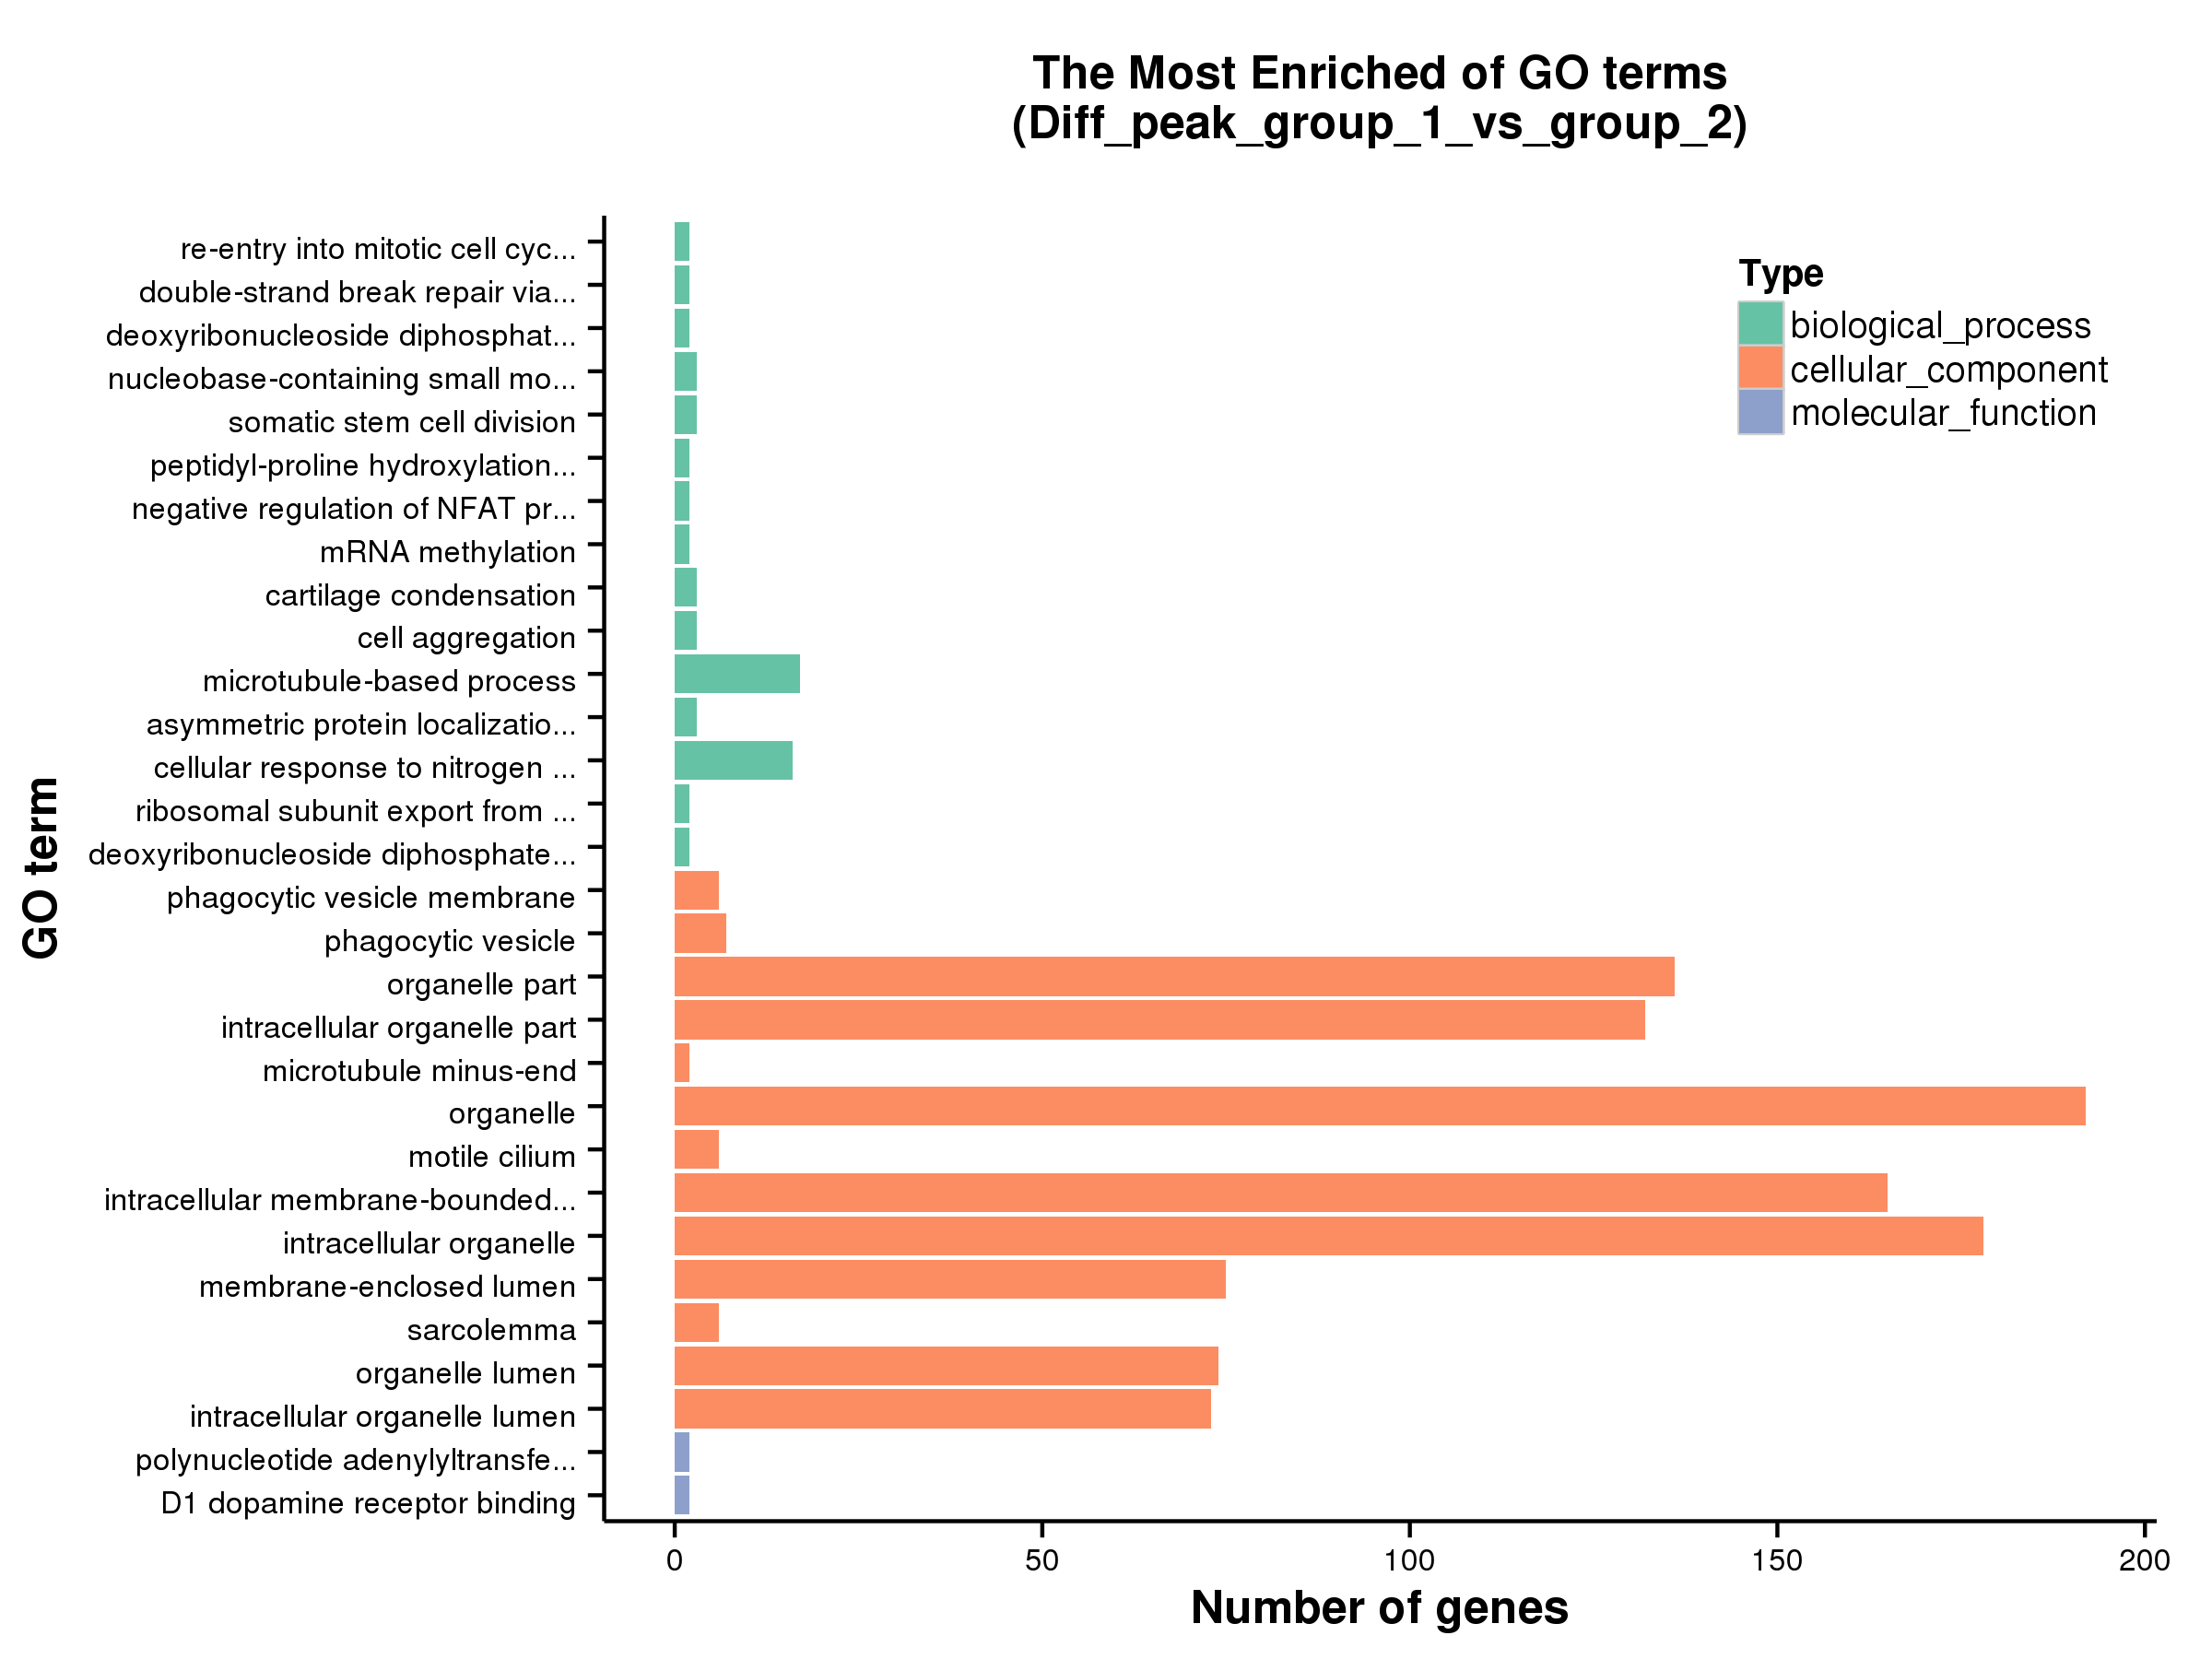 The Most Enriched of GO terms
(Diff_peak_group_1_vs_group_2)
re-entry into mitotic cell cyc...
double-strand break repair via...
deoxyribonucleoside diphosphat...
nucleobase-containing small mo...
somatic stem cell division
peptidyl-proline hydroxylation...
negative regulation of NFAT pr...
mRNA methylation
cartilage condensation
cell aggregation
microtubule-based process
asymmetric protein localizatio...
cellular response to nitrogen ...
ribosomal subunit export from ...
deoxyribonucleoside diphosphate...
phagocytic vesicle membrane
phagocytic vesicle
organelle part
intracellular organelle part
microtubule minus-end
organelle
motile cilium
intracellular membrane-bounded...
intracellular organelle
membrane-enclosed lumen
sarcolemma
organelle lumen
intracellular organelle lumen
polynucleotide adenylyltransfe...
D1 dopamine receptor binding
GO term
Type
biological_process
cellular_component
molecular_function
0 50 100 150 200
Number of genes